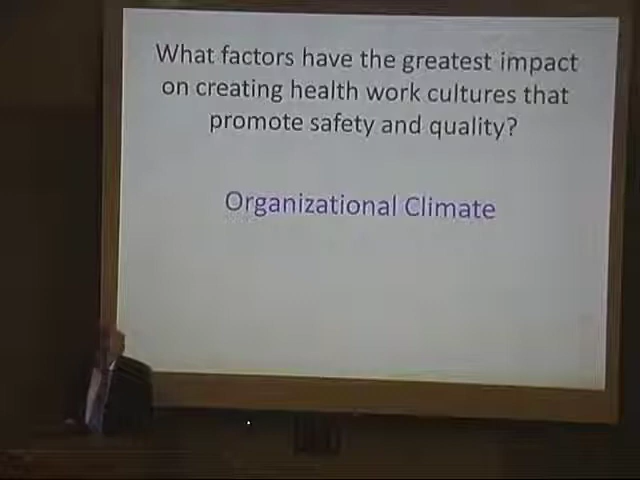 What factors have the greatest impact
on creating health work cultures that
promote safety and quality?
Organizational Climate